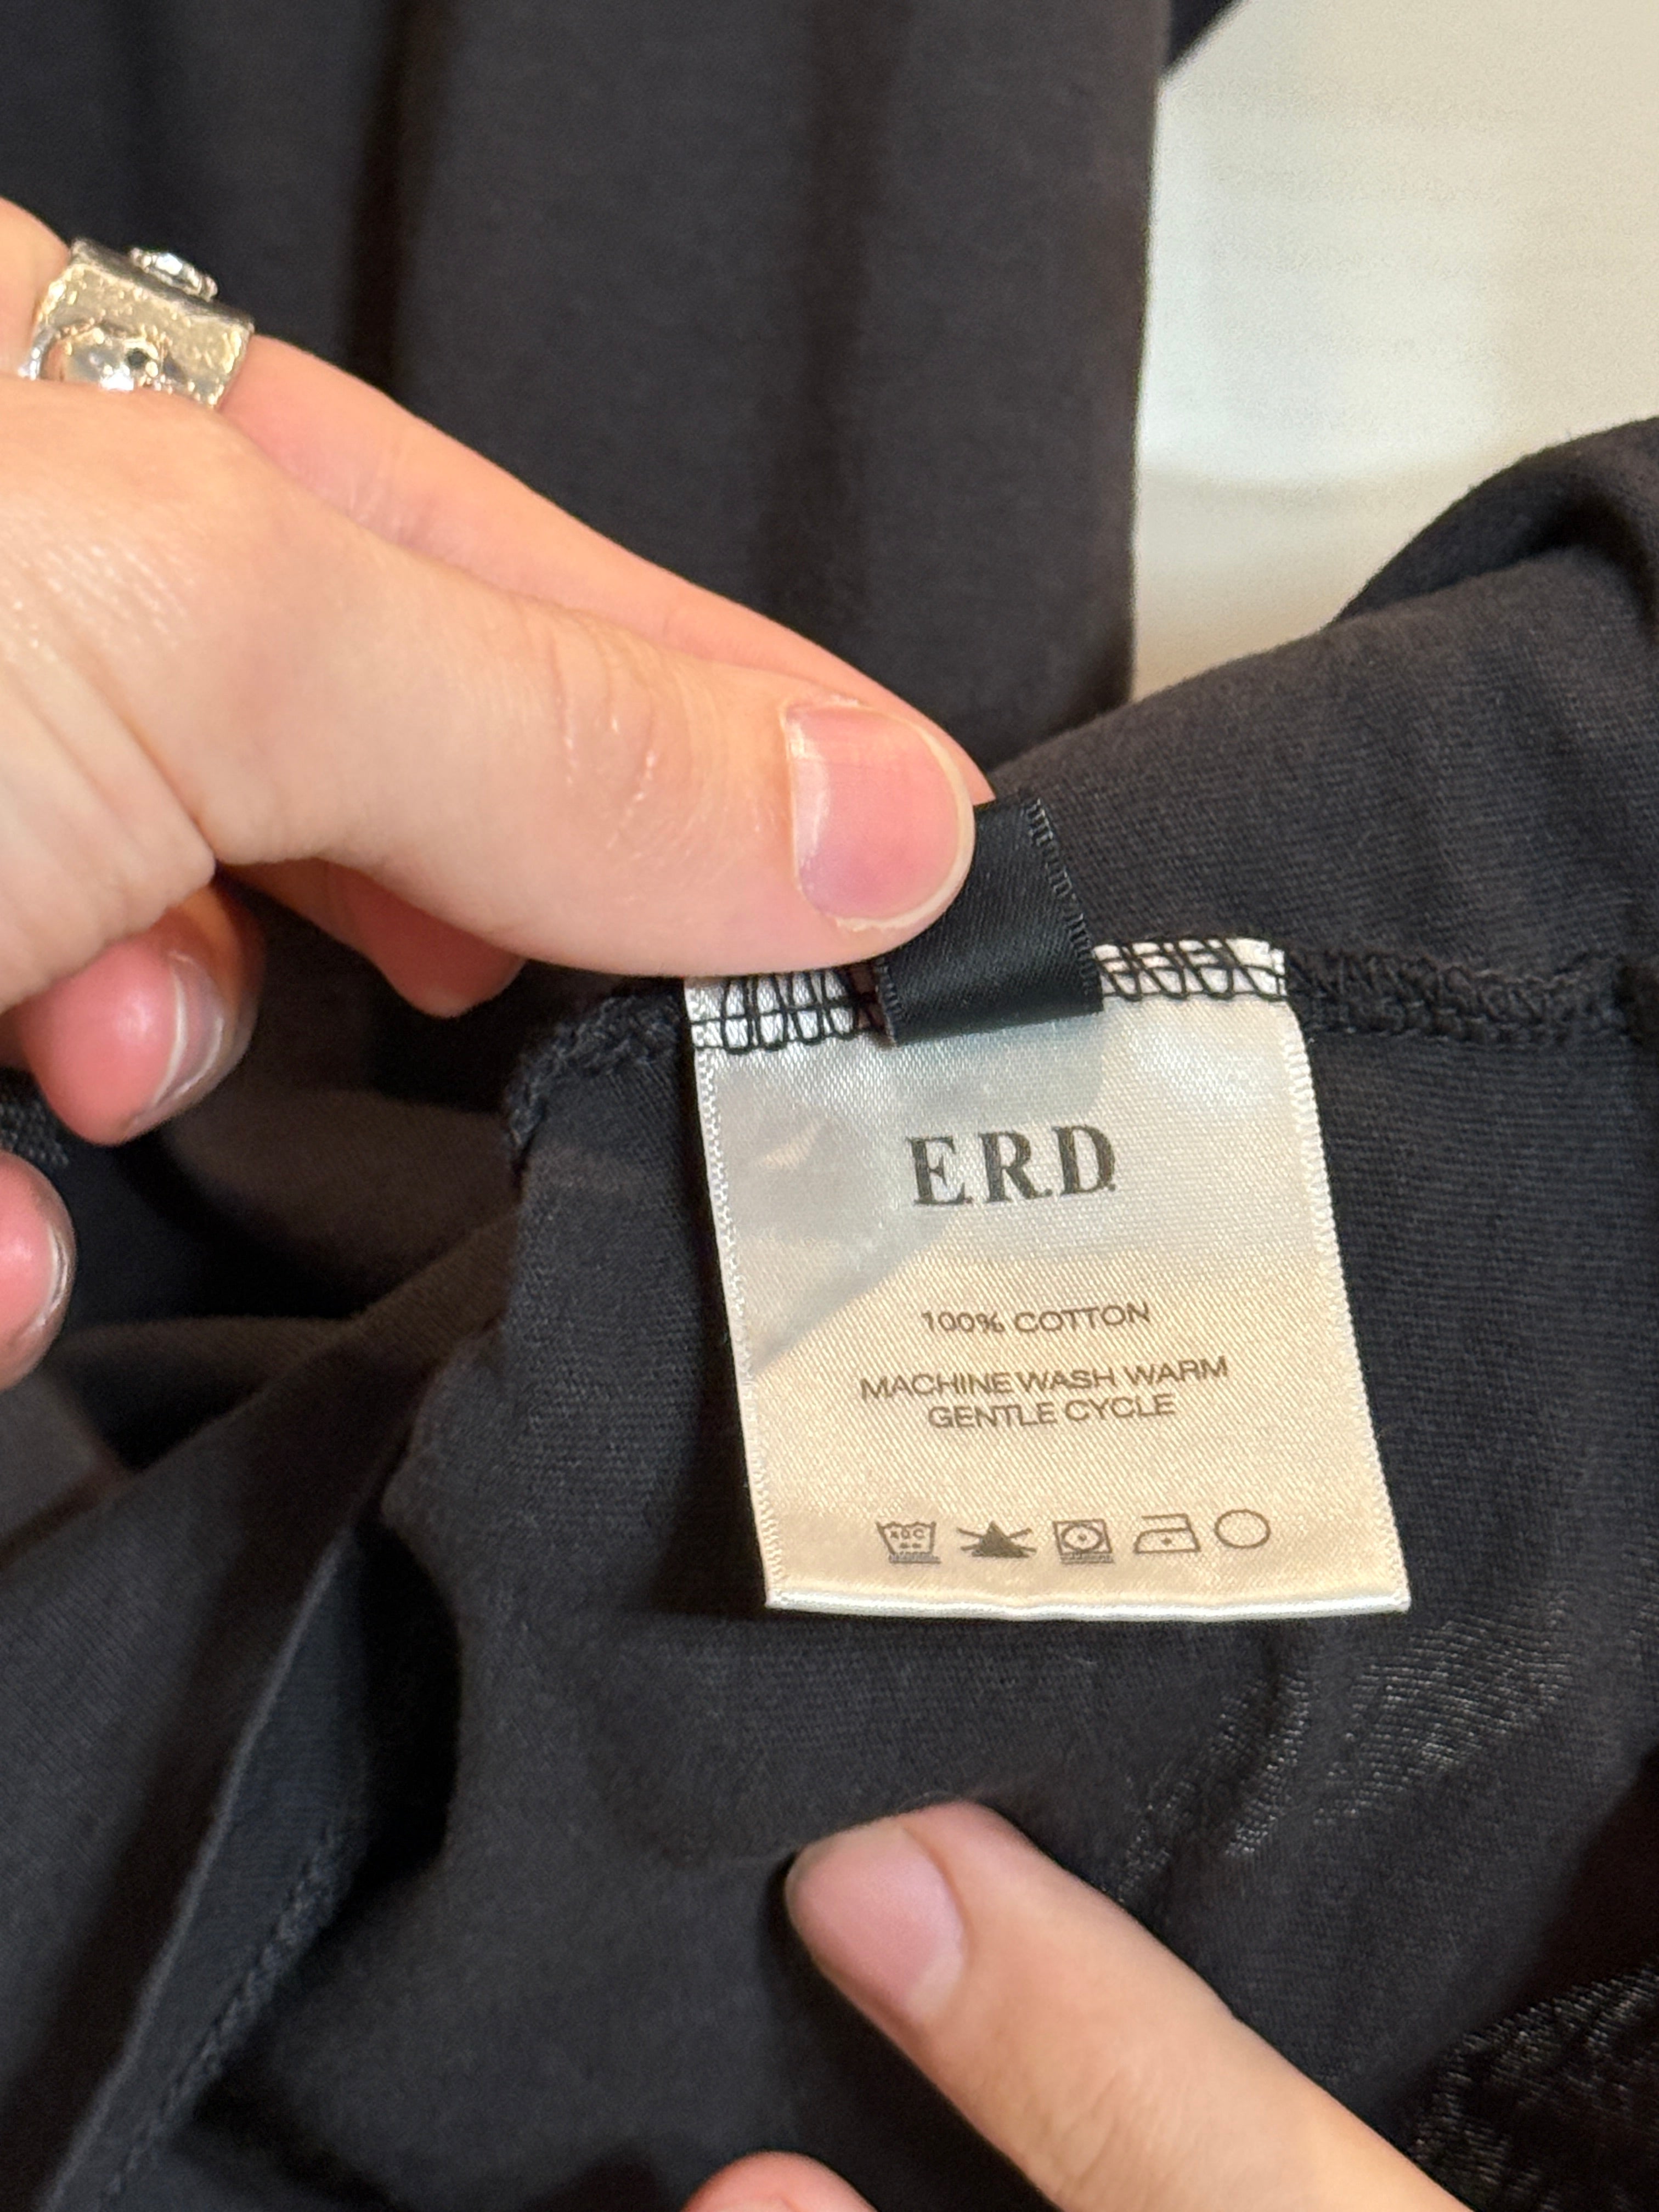 E.R.D.
100% COTTON
MACHINE WASH WARM
GENTLE CYCLE